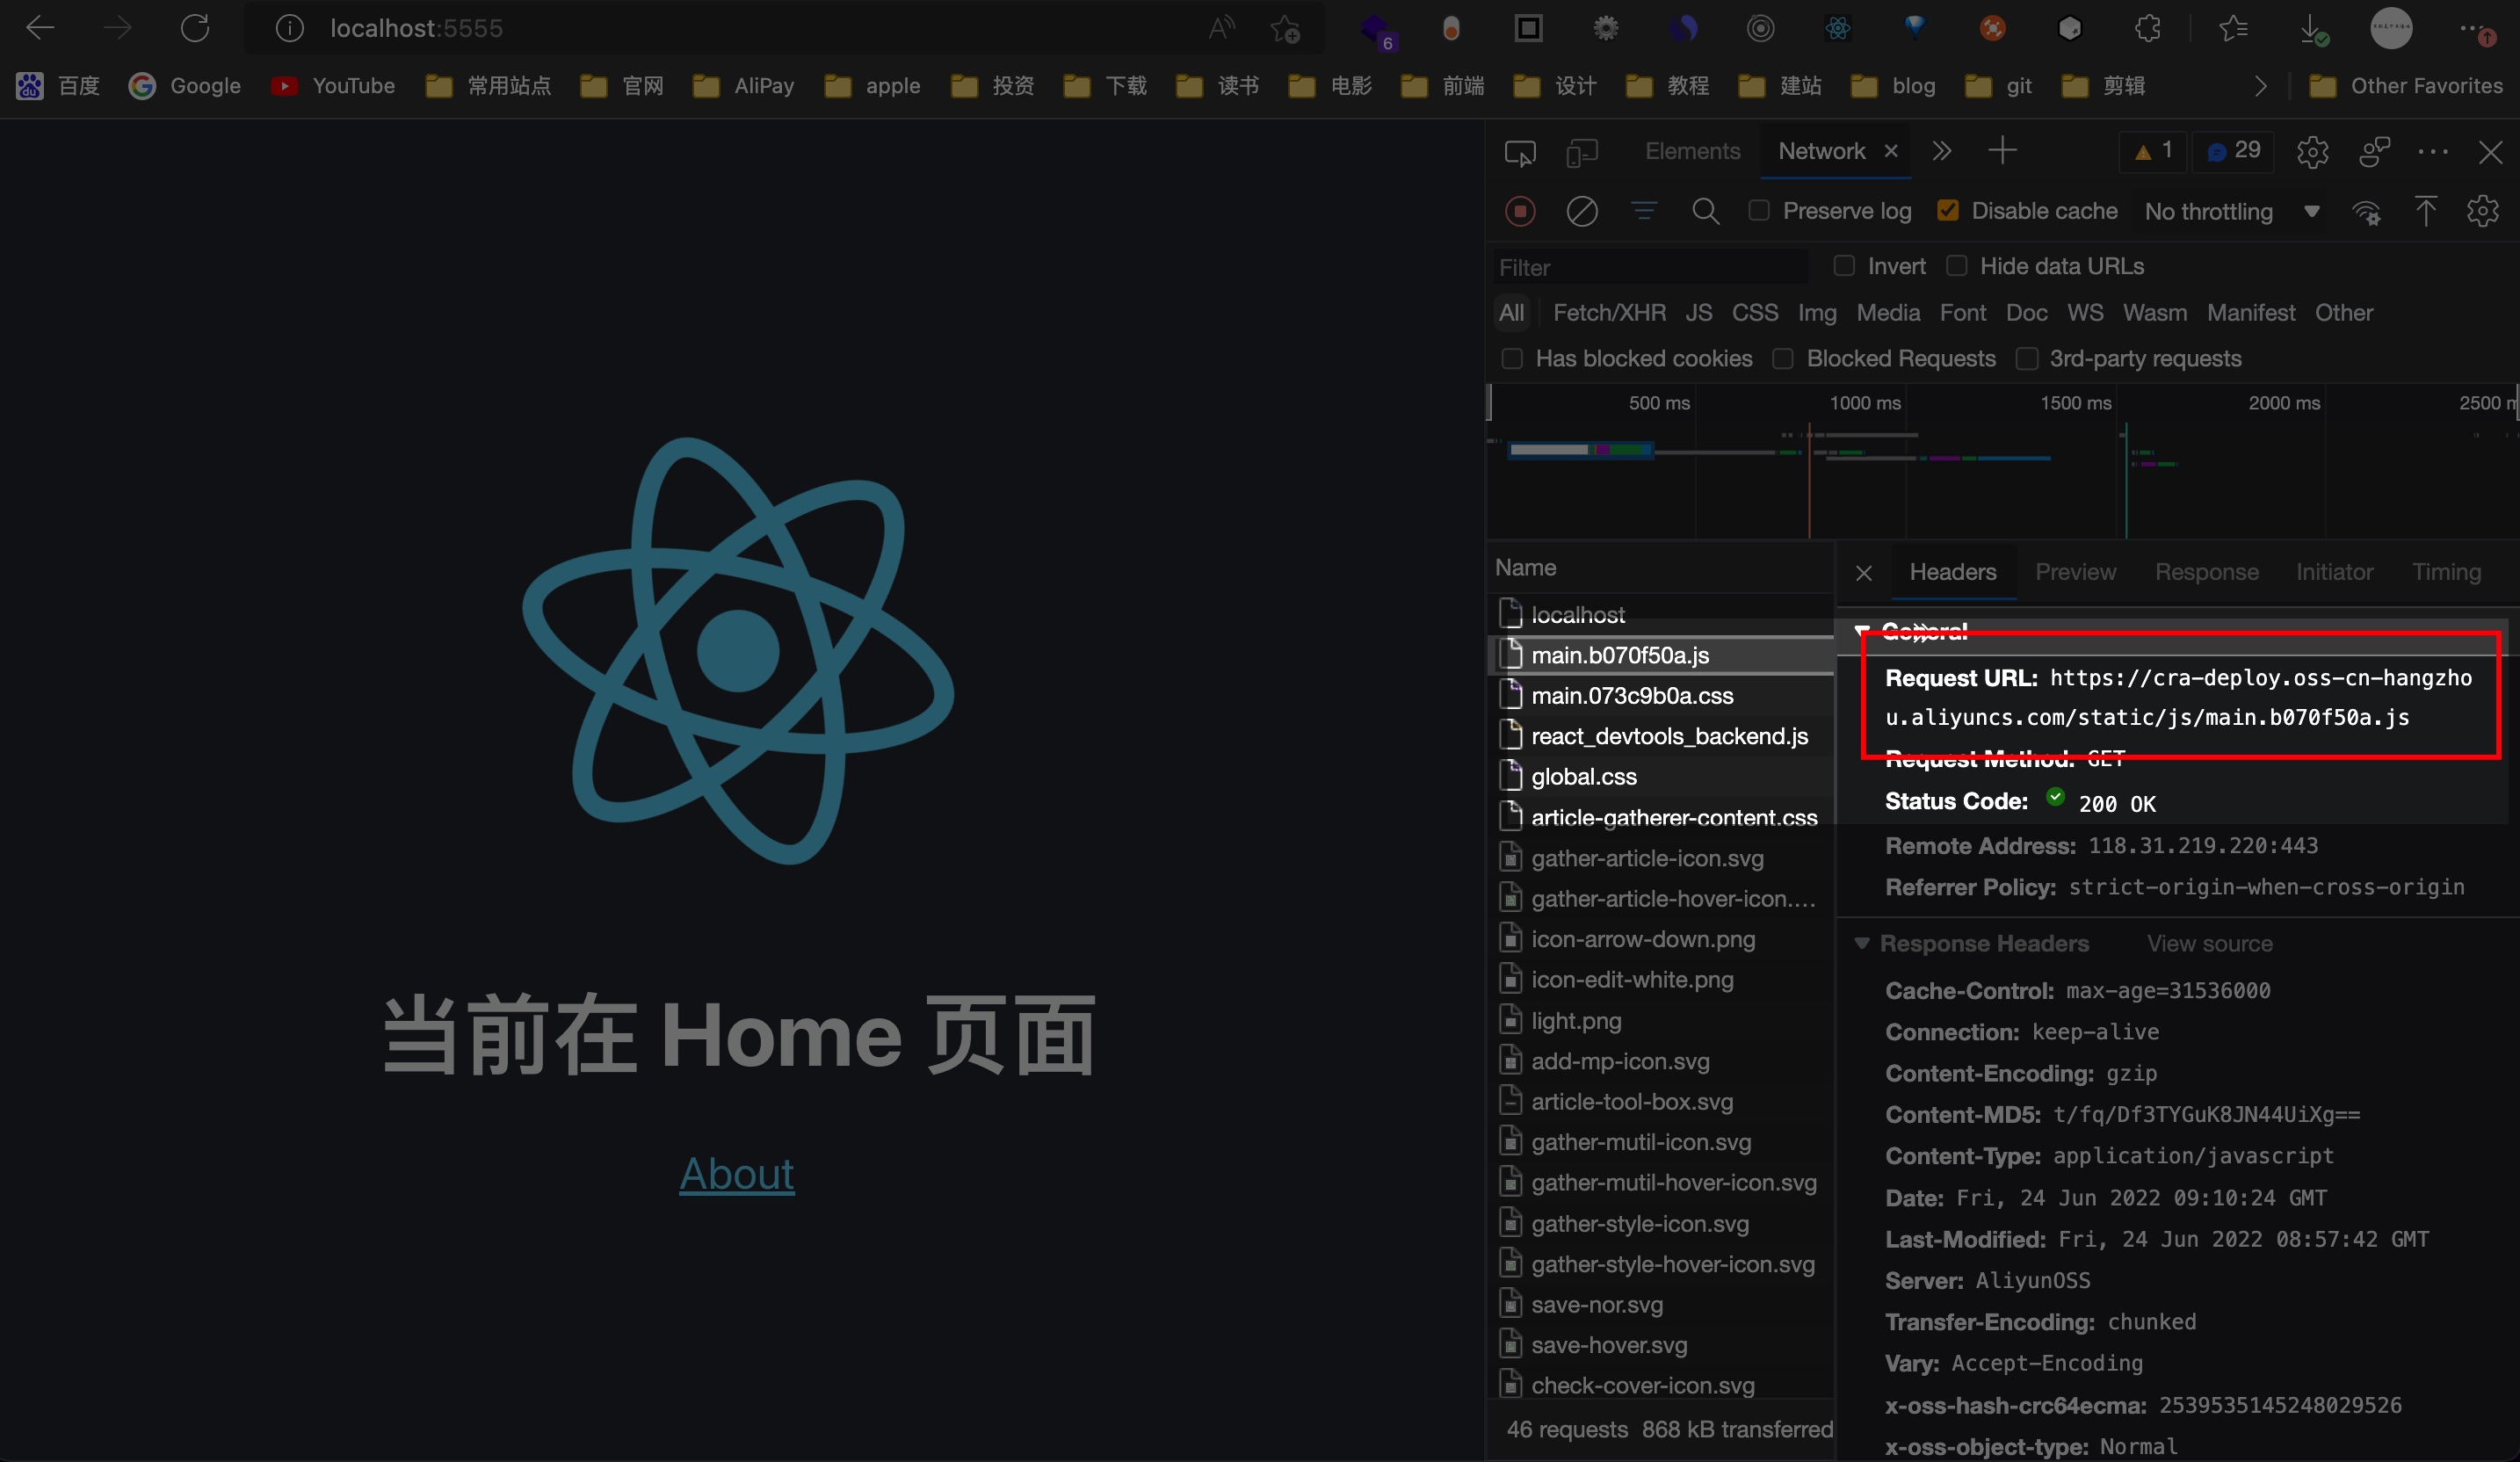 localhost:5555
6
百度 Google YouTube 常用站点 官网 AliPay apple 投资 下载 读书 电影 前端 设计 教程 建站 blog git 剪辑 Other Favorites
Elements Network 1 29
Preserve log Disable cache No throttling
Filter Invert Hide data URLs
All Fetch/XHR JS CSS Img Media Font Doc WS Wasm Manifest Other
Has blocked cookies Blocked Requests 3rd-party requests
500 ms 1000 ms 1500 ms 2000 ms 2500 m
当前在 Home 页面
About
Name
localhost
main.b070f50a.js
main.073c9b0a.css
react_devtools_backend.js
global.css
article-gatherer-content.css
gather-article-icon.svg
gather-article-hover-icon.…
icon-arrow-down.png
icon-edit-white.png
light.png
add-mp-icon.svg
article-tool-box.svg
gather-mutil-icon.svg
gather-mutil-hover-icon.svg
gather-style-icon.svg
gather-style-hover-icon.svg
save-nor.svg
save-hover.svg
check-cover-icon.svg
46 requests 868 kB transferred
Headers Preview Response Initiator Timing
General
Request URL: https://cra-deploy.oss-cn-hangzho
u.aliyuncs.com/static/js/main.b070f50a.js
Request Method: GET
Status Code: 200 OK
Remote Address: 118.31.219.220:443
Referrer Policy: strict-origin-when-cross-origin
Response Headers View source
Cache-Control: max-age=31536000
Connection: keep-alive
Content-Encoding: gzip
Content-MD5: t/fq/Df3TYGuK8JN44UiXg==
Content-Type: application/javascript
Date: Fri, 24 Jun 2022 09:10:24 GMT
Last-Modified: Fri, 24 Jun 2022 08:57:42 GMT
Server: AliyunOSS
Transfer-Encoding: chunked
Vary: Accept-Encoding
x-oss-hash-crc64ecma: 2539535145248029526
x-oss-object-type: Normal